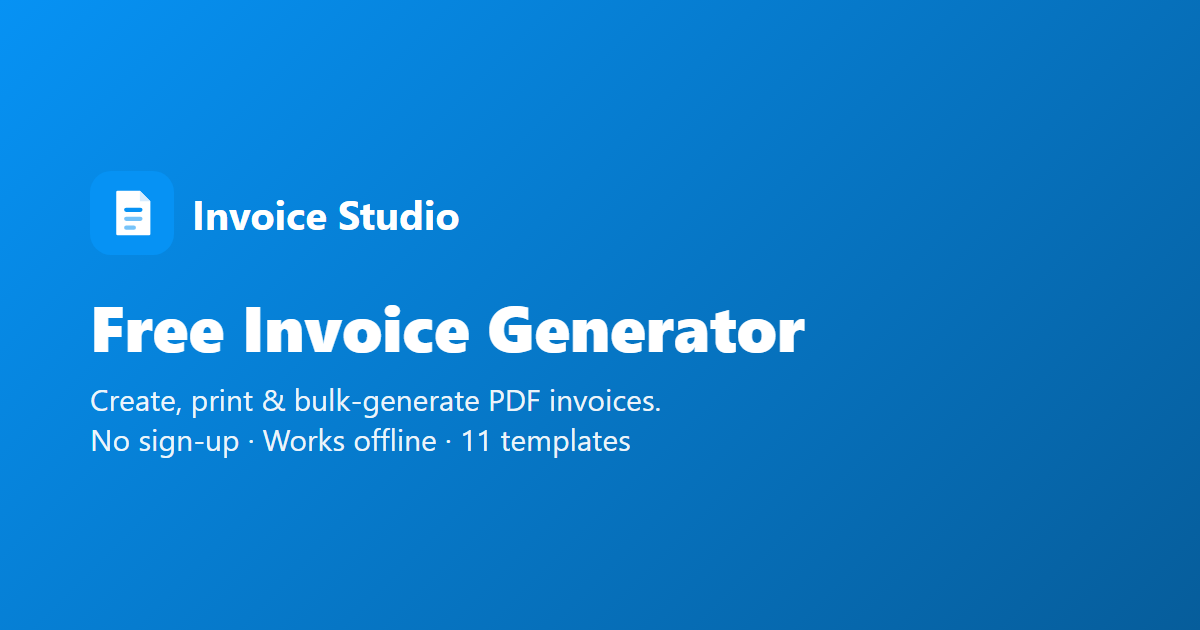 Invoice Studio
Free Invoice Generator
Create, print & bulk-generate PDF invoices.
No sign-up · Works offline · 11 templates